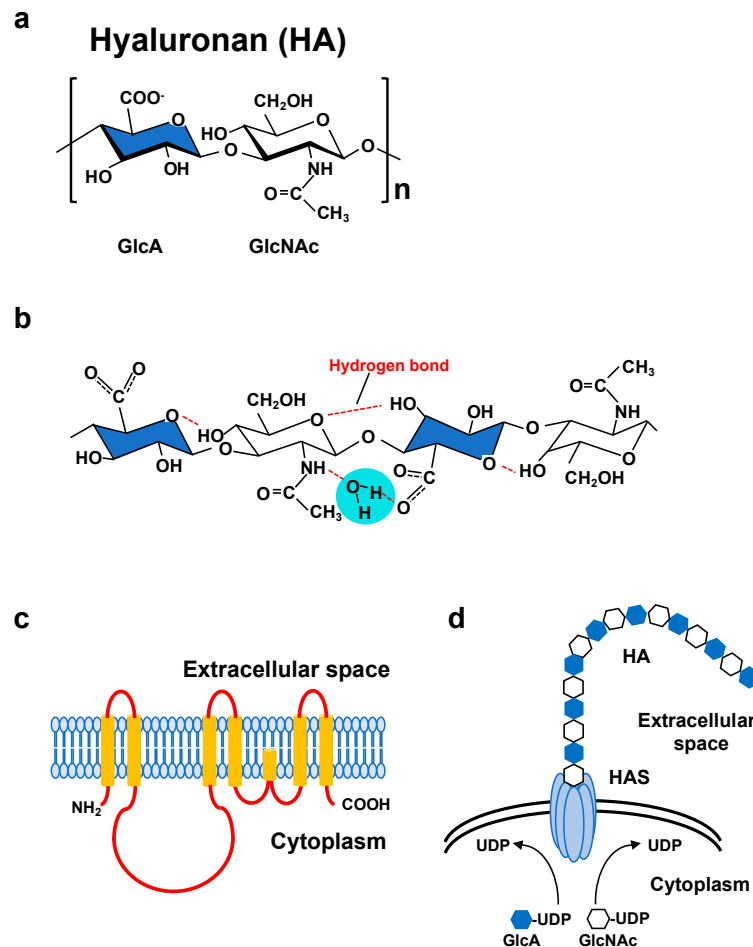 a
Hyaluronan (HA)
COO-
O
HO
OH
O
CH2OH
HO
O
NH
O=C
CH3
O
n
GlcA
GlcNAc
b
Hydrogen bond
O
O
C
O
HO
OH
O
CH2OH
HO
O
NH
O=C
CH3
O
O
H
H
HO
OH
O
O
C
O
O
CH3
O=C
NH
O
HO
CH2OH
c
Extracellular space
NH2
COOH
Cytoplasm
d
HA
Extracellular
space
HAS
UDP
UDP
Cytoplasm
-UDP
GlcA
-UDP
GlcNAc